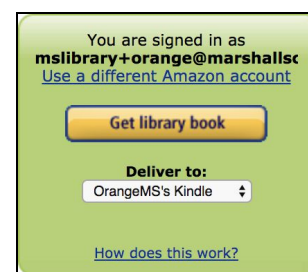 You are signed in as
mslibrary+orange@marshallsc
Use a different Amazon account
Get library book
Deliver to:
OrangeMS's Kindle
How does this work?